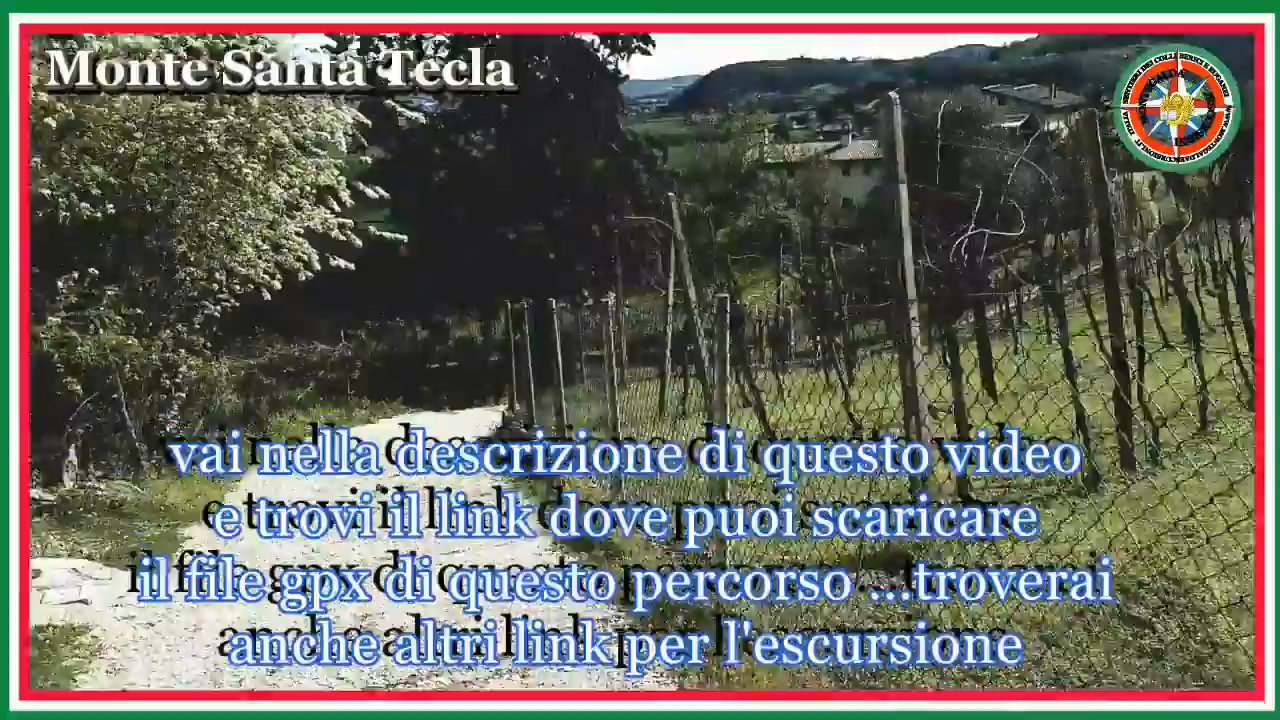 Monte Santa Tecla
vai nella descrizione di questo video
e trovi il link dove puoi scaricare
il file gpx di questo percorso ...troverai
anche altri link per l'escursione